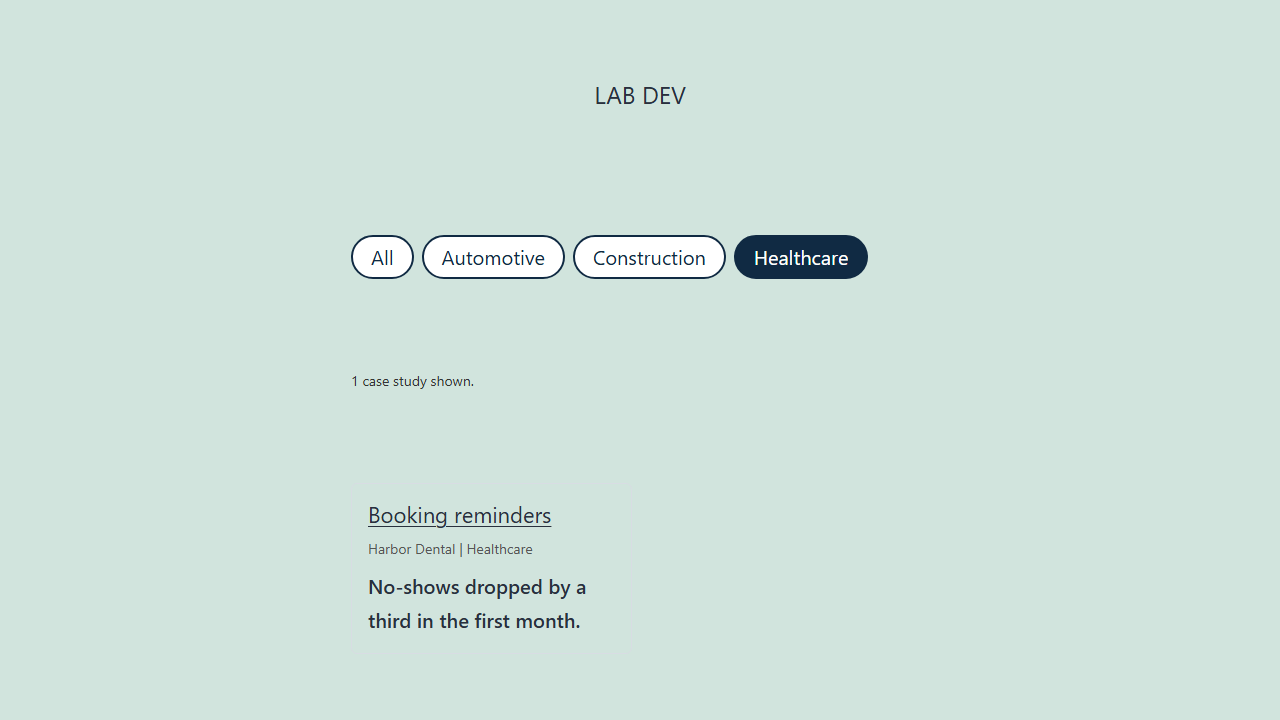 LAB DEV
All
Automotive
Construction
Healthcare
1 case study shown.
Booking reminders
Harbor Dental | Healthcare
No-shows dropped by a
third in the first month.